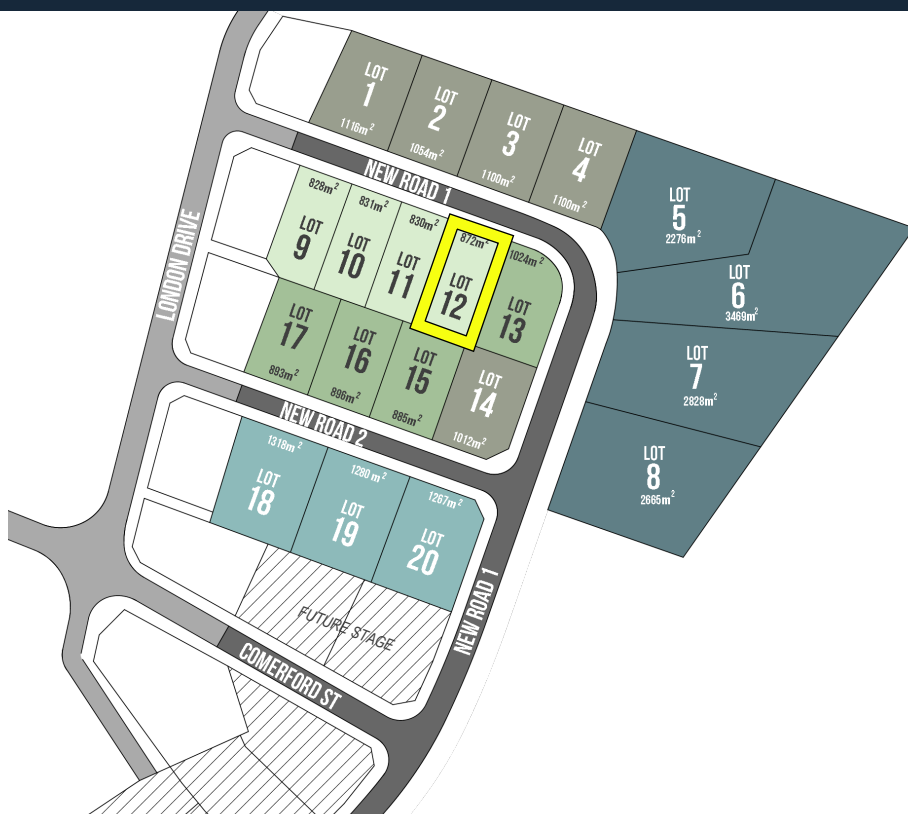 LOT
1
1116m²
LOT
2
1054m²
LOT
3
1100m²
LOT
4
1100m²
LOT
5
2276m²
LOT
6
3469m²
LOT
7
2828m²
LOT
8
2665m²
NEW ROAD 1
LONDON DRIVE
828m²
LOT
9
831m²
LOT
10
830m²
LOT
11
872m²
LOT
12
1024m²
LOT
13
LOT
17
893m²
LOT
16
896m²
LOT
15
885m²
LOT
14
1012m²
NEW ROAD 2
1318m²
LOT
18
1280 m²
LOT
19
1267m²
LOT
20
FUTURE STAGE
NEW ROAD 1
COMERFORD ST